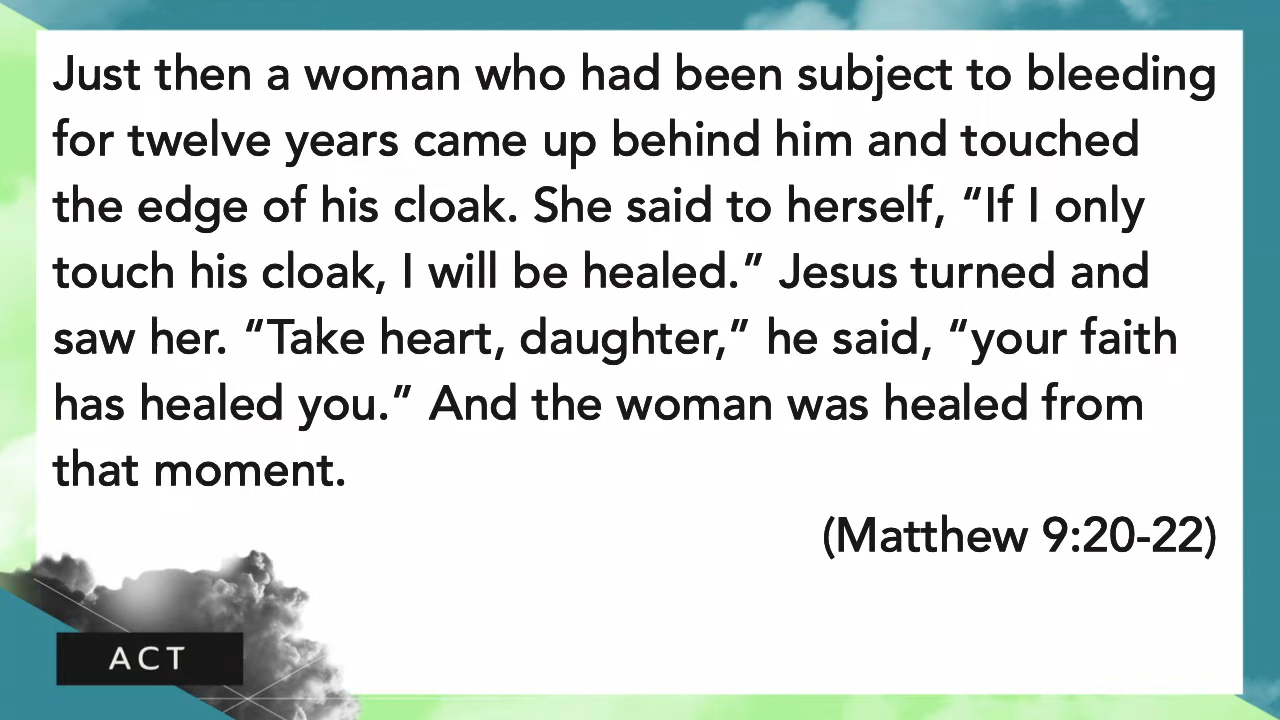 Just then a woman who had been subject to bleeding
for twelve years came up behind him and touched
the edge of his cloak. She said to herself, “If I only
touch his cloak, I will be healed.” Jesus turned and
saw her. “Take heart, daughter,” he said, “your faith
has healed you.” And the woman was healed from
that moment.
(Matthew 9:20-22)
ACT